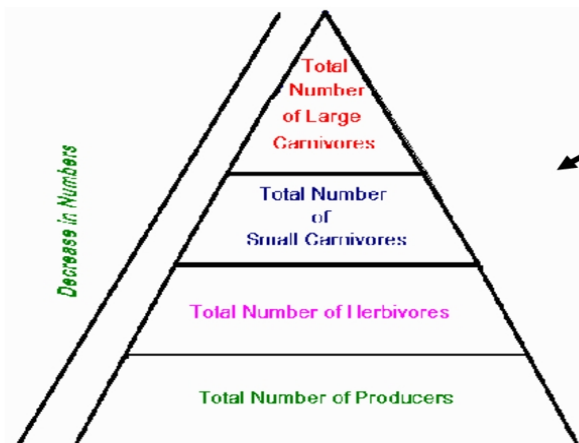 Total
Number
of Large
Carnivores
Decrease in Numbers
Total Number
of
Small Carnivores
Total Number of Herbivores
Total Number of Producers